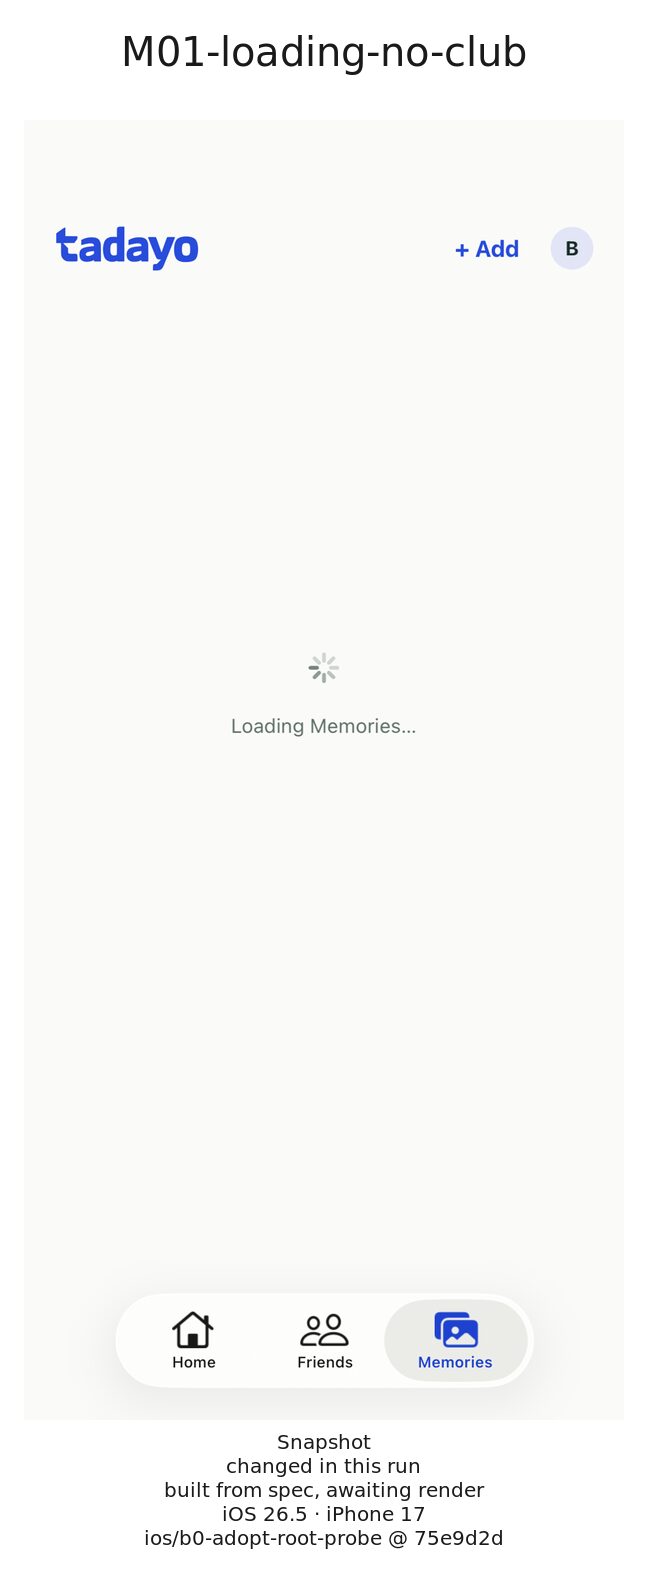 M01-loading-no-club
tadayo
+ Add
B
Loading Memories...
Home
Friends
Memories
Snapshot
changed in this run
built from spec, awaiting render
iOS 26.5 · iPhone 17
ios/b0-adopt-root-probe @ 75e9d2d